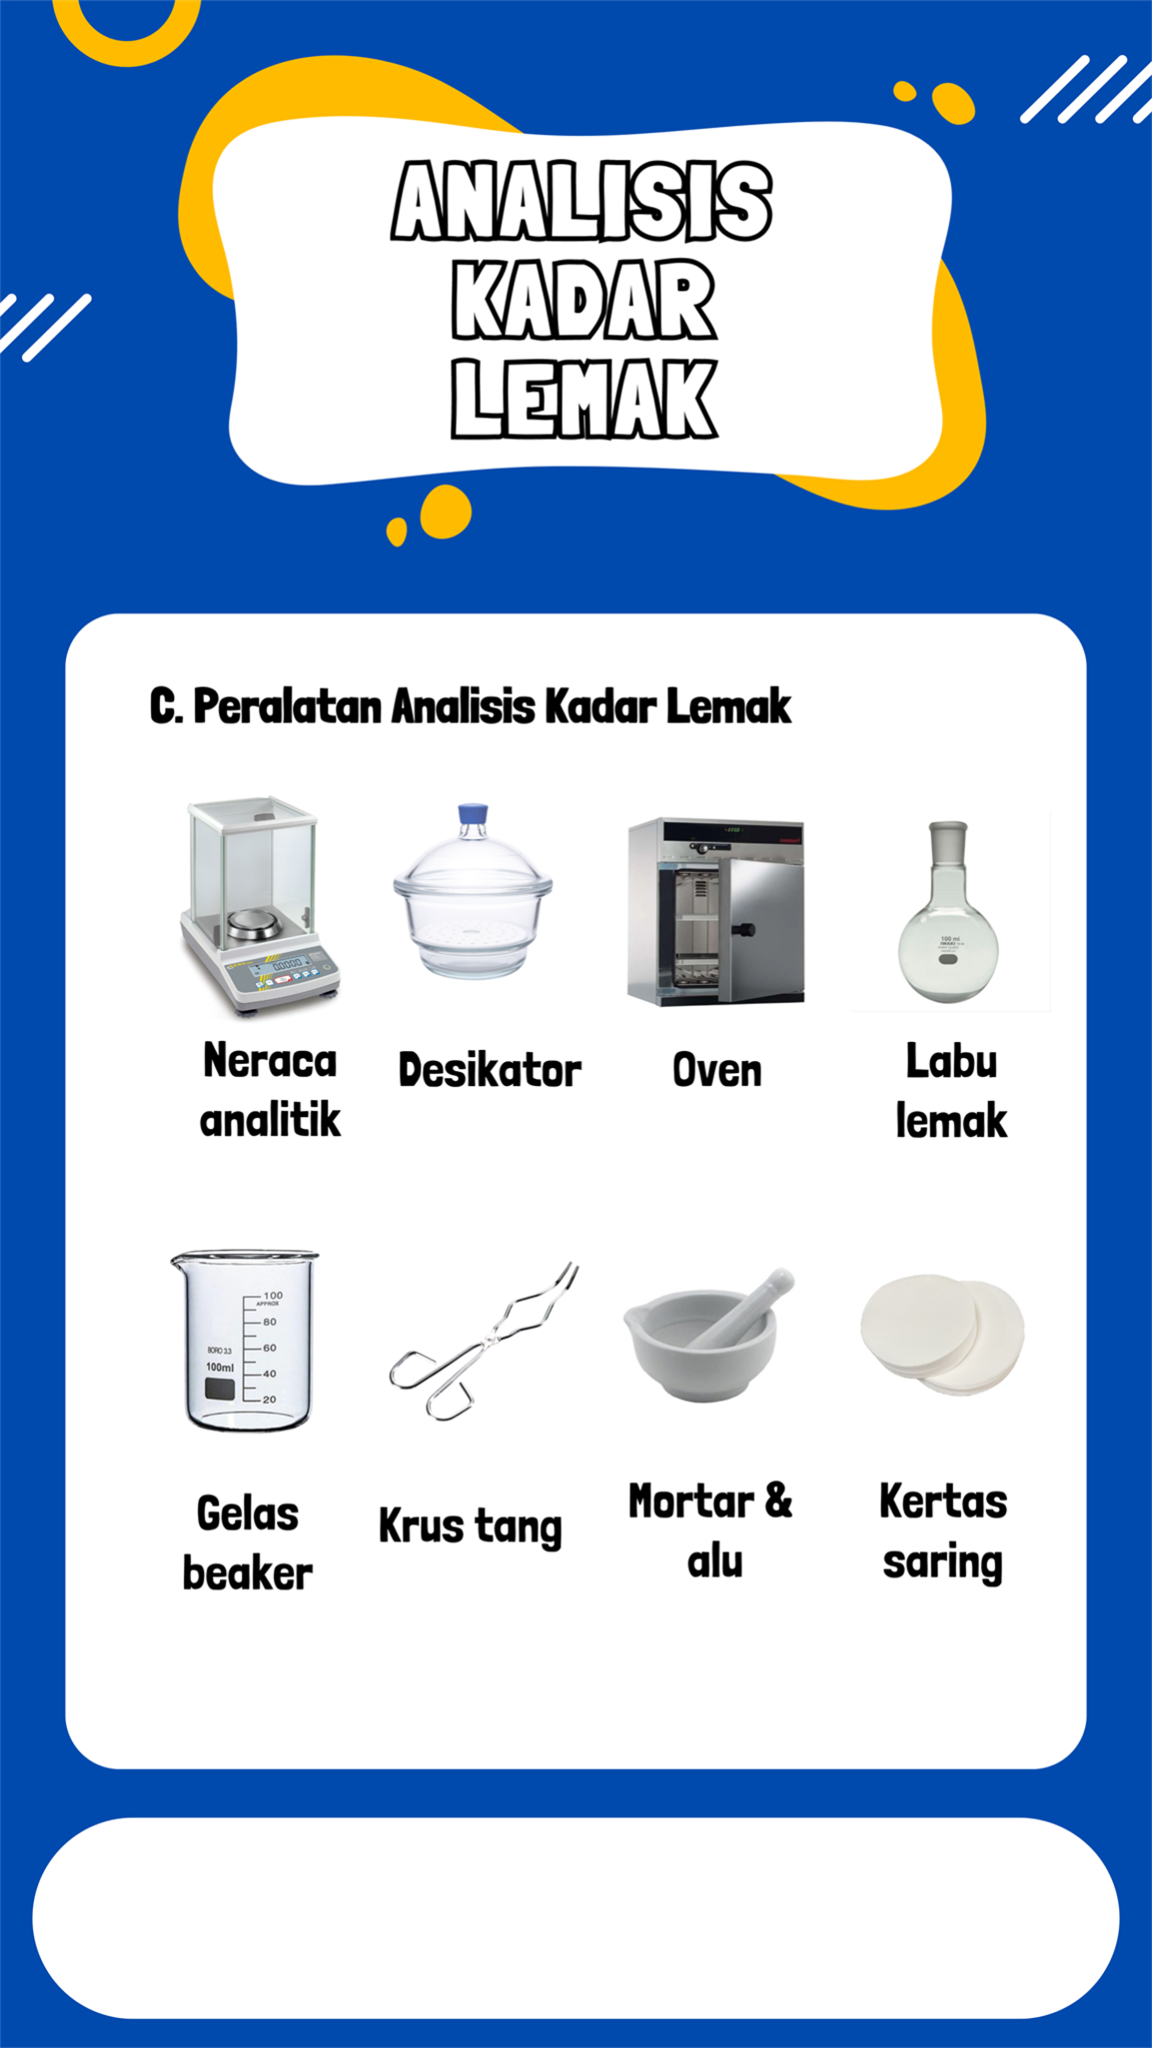 ANALISIS
KADAR
LEMAK
C. Peralatan Analisis Kadar Lemak
Neraca
analitik
Desikator
Oven
100 ml
Labu
lemak
100
APPROX
80
60
BORO 3.3
100ml
40
20
Gelas
beaker
Krus tang
Mortar &
alu
Kertas
saring